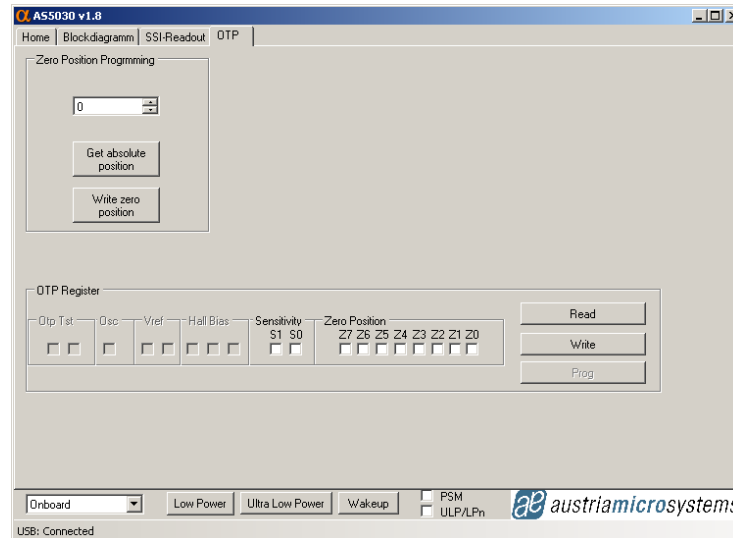 AS5030 v1.8
Home Blockdiagramm SSI-Readout OTP
Zero Position Progrmming
0
Get absolute
position
Write zero
position
OTP Register
Otp Tst Osc Vref Hall Bias Sensitivity Zero Position
S1 S0 Z7 Z6 Z5 Z4 Z3 Z2 Z1 Z0
Read
Write
Prog
Onboard Low Power Ultra Low Power Wakeup
PSM
ULP/LPn
austriamicrosystems
USB: Connected